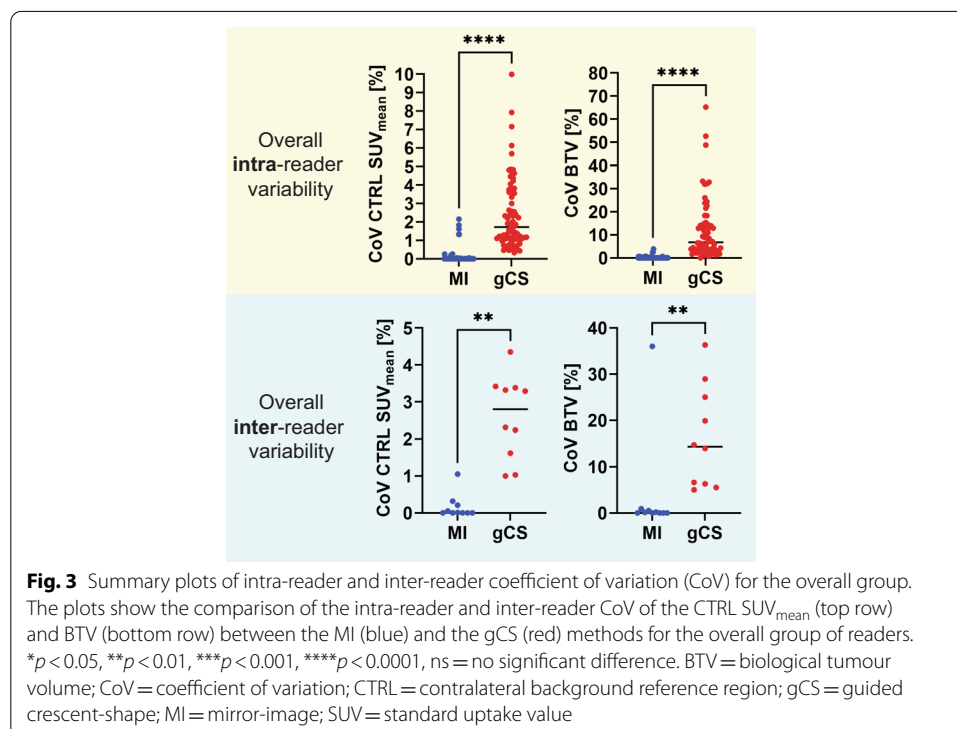 Overall
intra-reader
variability
****
CoV CTRL SUVmean [%]
10
9
8
7
6
5
4
3
2
1
0
MI gCS
****
CoV BTV [%]
80
70
60
50
40
30
20
10
0
MI gCS
Overall
inter-reader
variability
**
CoV CTRL SUVmean [%]
5
4
3
2
1
0
MI gCS
**
CoV BTV [%]
40
30
20
10
0
MI gCS
Fig. 3 Summary plots of intra-reader and inter-reader coefficient of variation (CoV) for the overall group.
The plots show the comparison of the intra-reader and inter-reader CoV of the CTRL SUVmean (top row)
and BTV (bottom row) between the MI (blue) and the gCS (red) methods for the overall group of readers.
*p < 0.05, **p < 0.01, ***p < 0.001, ****p < 0.0001, ns = no significant difference. BTV = biological tumour
volume; CoV = coefficient of variation; CTRL = contralateral background reference region; gCS = guided
crescent-shape; MI = mirror-image; SUV = standard uptake value